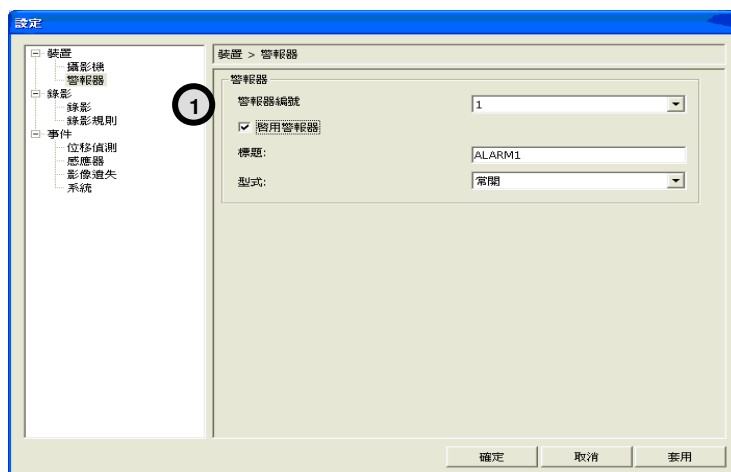 設定
裝置
攝影機
警報器
錄影
錄影
錄影規則
事件
位移偵測
感應器
影像遺失
系統
裝置 > 警報器
警報器
1
警報器編號
1
啓用警報器
標題:
ALARM1
型式:
常開
確定
取消
套用